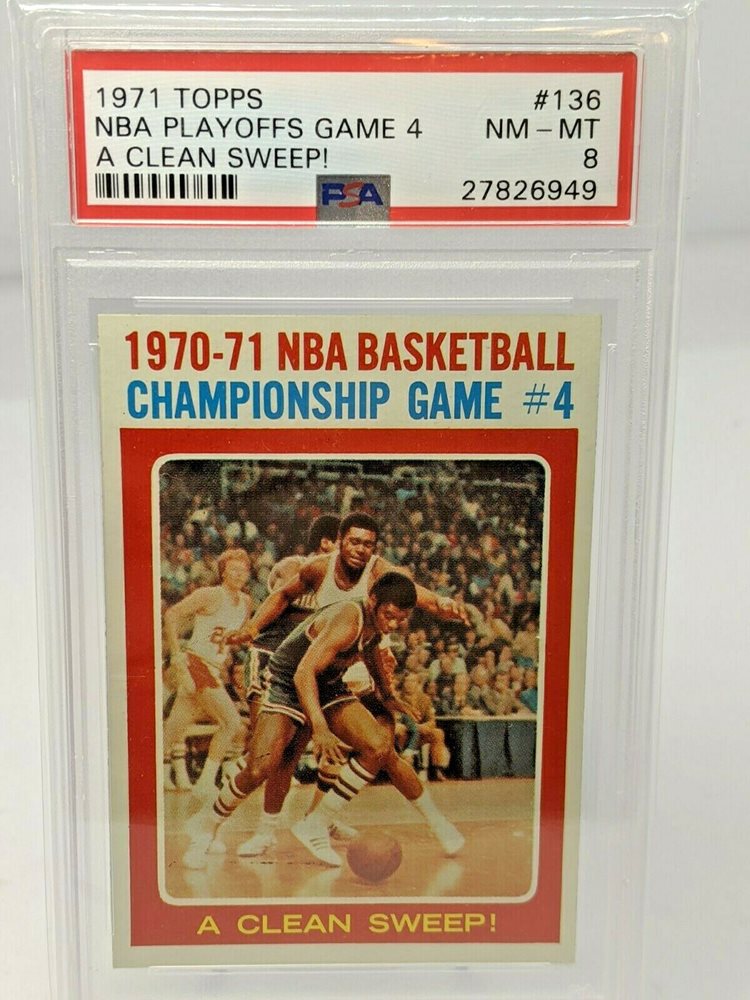 1971 TOPPS #136
NBA PLAYOFFS GAME 4 NM - MT
A CLEAN SWEEP! 8
PSA 27826949
1970-71 NBA BASKETBALL
CHAMPIONSHIP GAME #4
A CLEAN SWEEP!